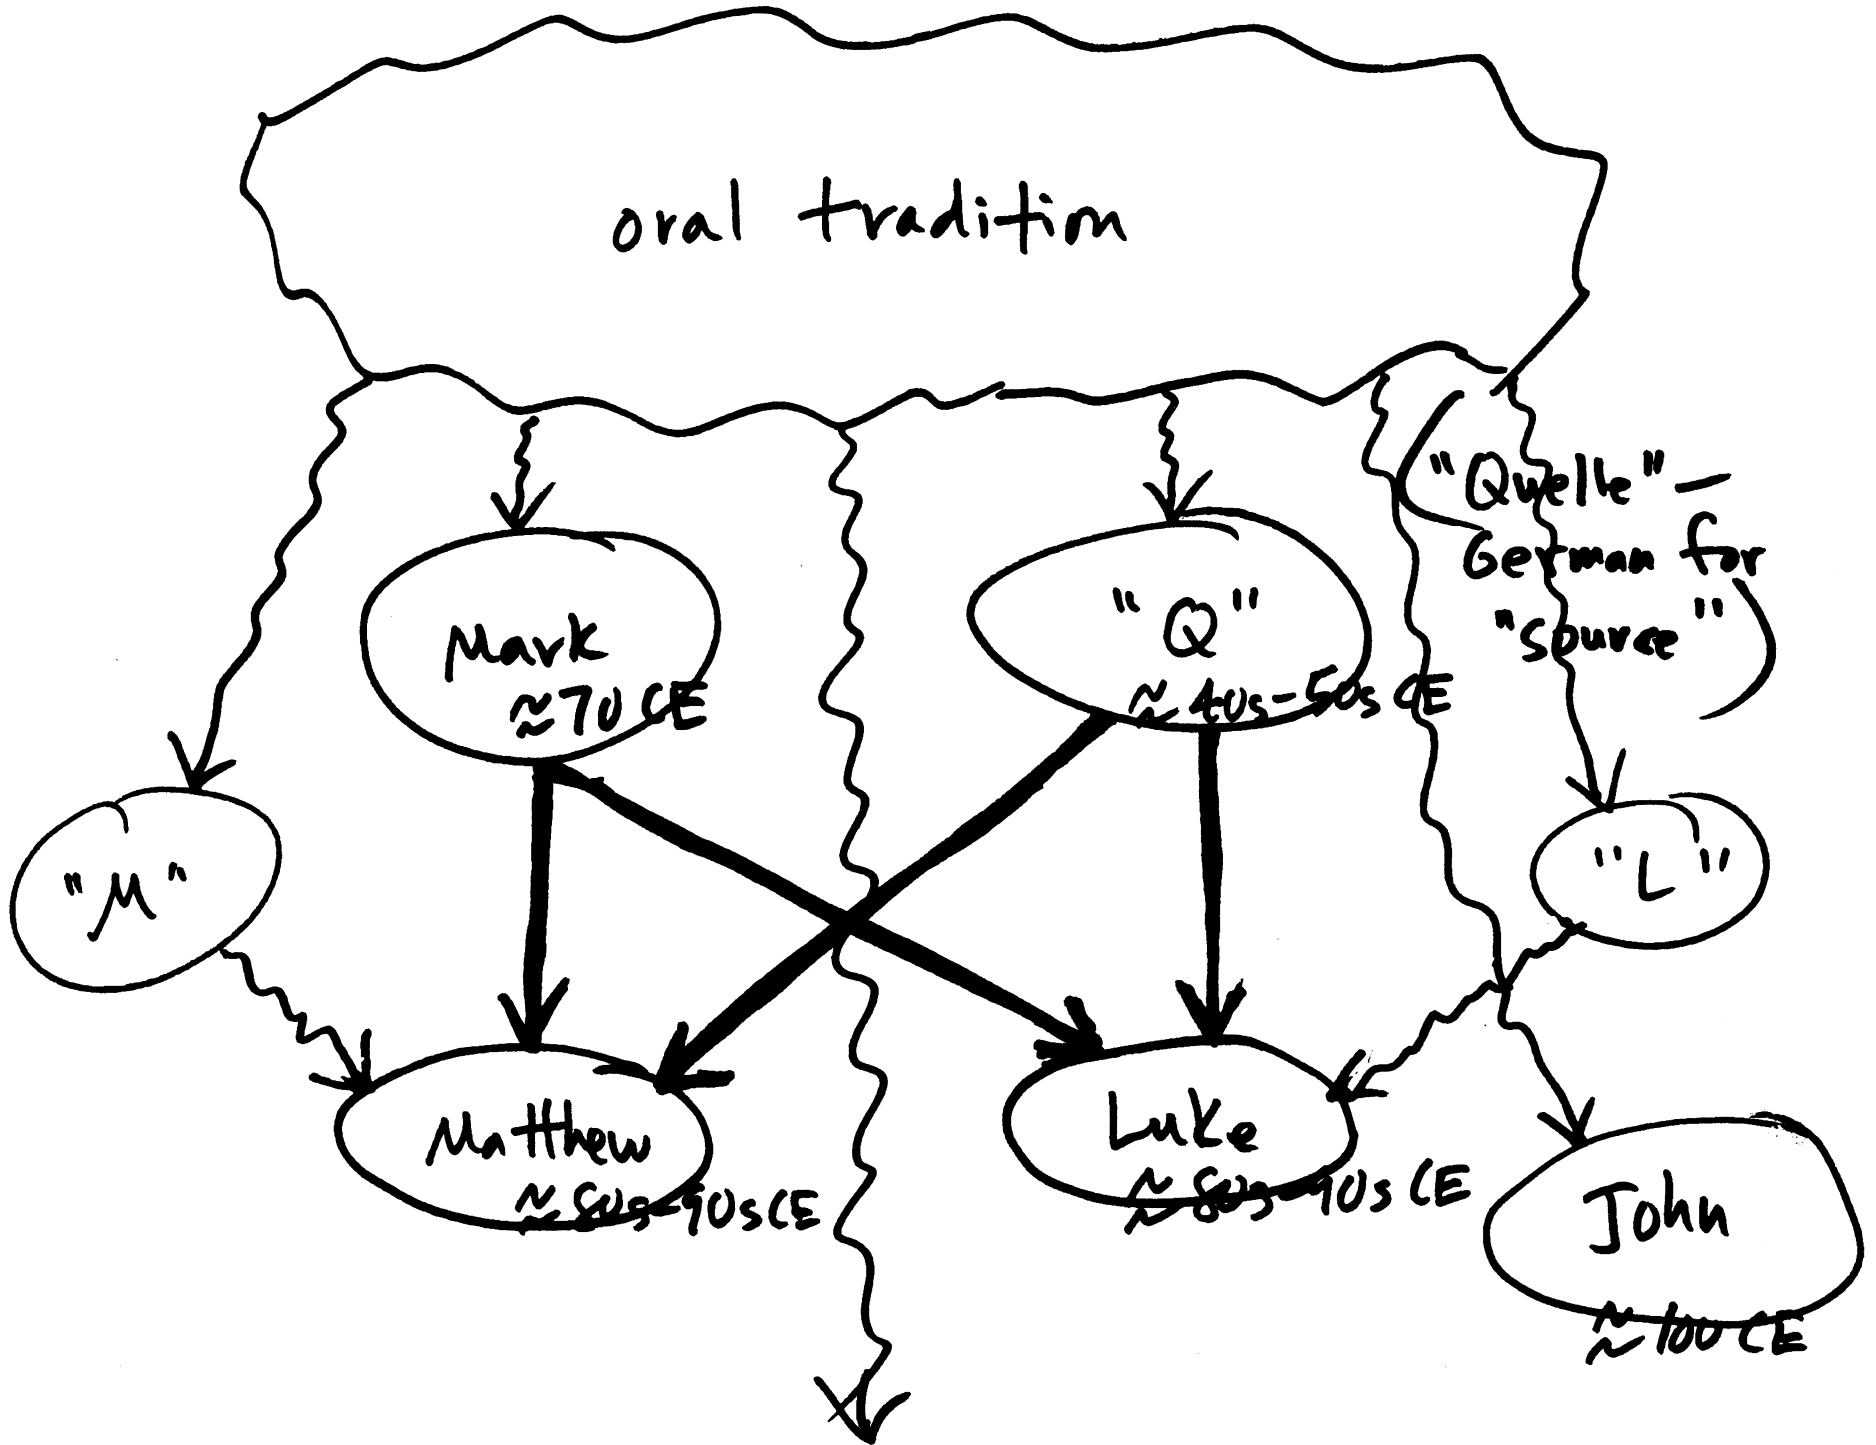 oral tradition
"Quelle" –
German for
"source"
Mark
≈ 70 CE
"Q"
≈ 40s-50s CE
"M"
"L"
Matthew
≈ 80s-90s CE
Luke
≈ 80s-90s CE
John
≈ 100 CE